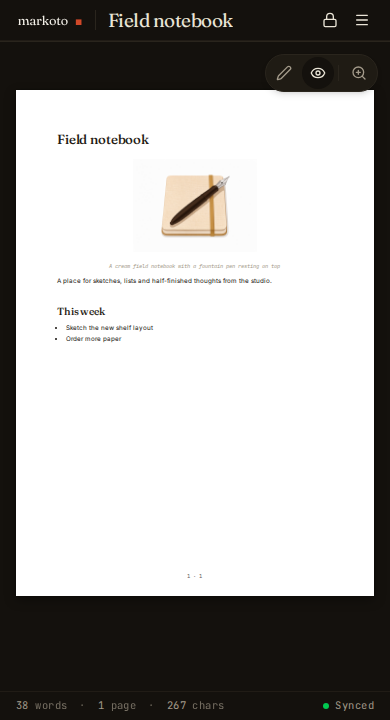 markoto
Field notebook
Field notebook
A cream field notebook with a fountain pen resting on top
A place for sketches, lists and half-finished thoughts from the studio.
This week
Sketch the new shelf layout
Order more paper
1 - 1
38 words · 1 page · 267 chars
Synced